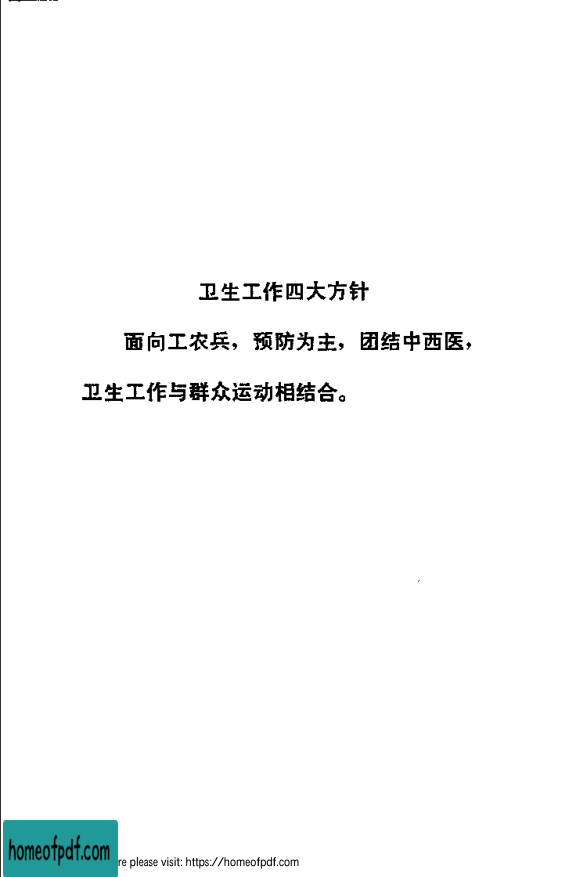 卫生工作四大方针
面向工农兵，预防为主，团结中西医，
卫生工作与群众运动相结合。
homeofpdf.com
re please visit: https://homeofpdf.com